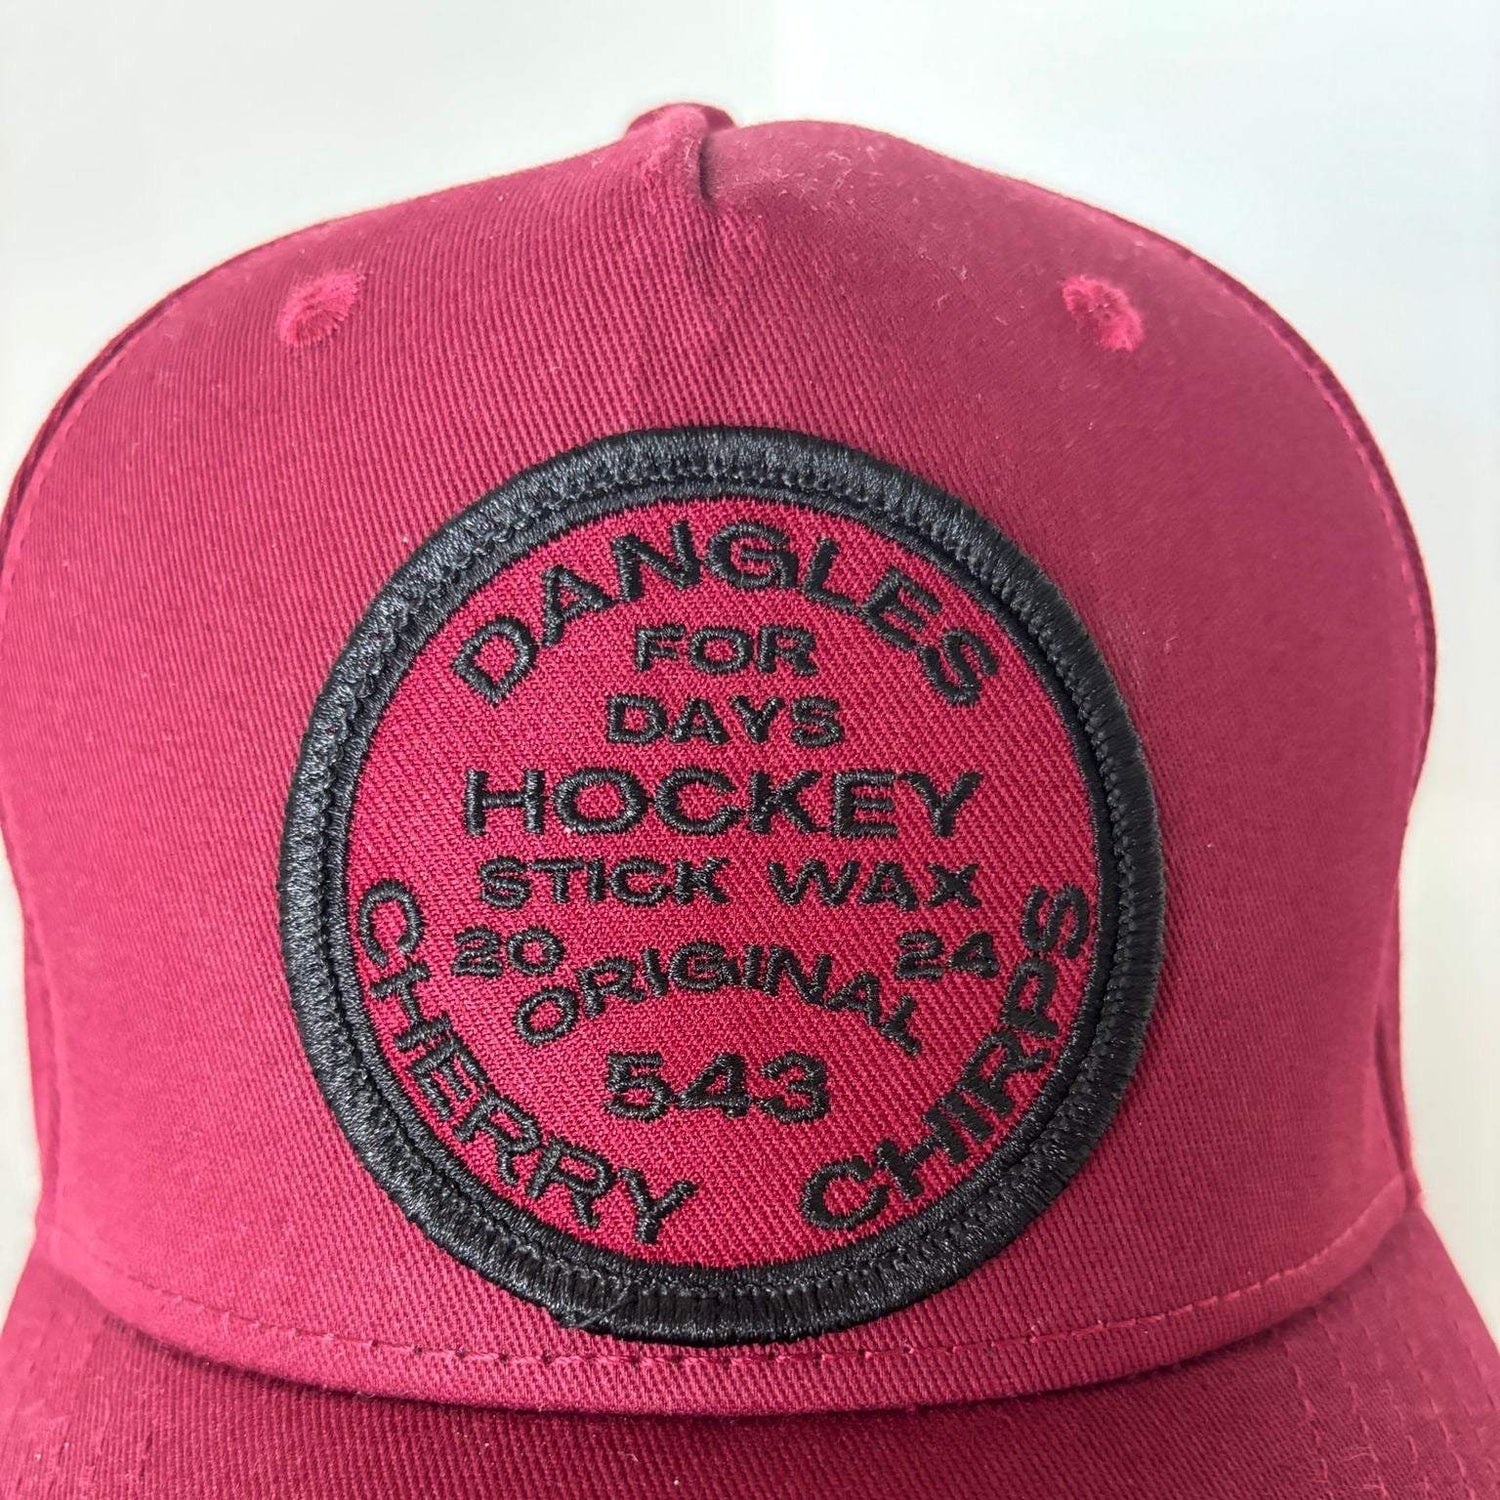 DANGLES
FOR
DAYS
HOCKEY
STICK WAX
20 24
ORIGINAL
543
CHERRY CHIRPS